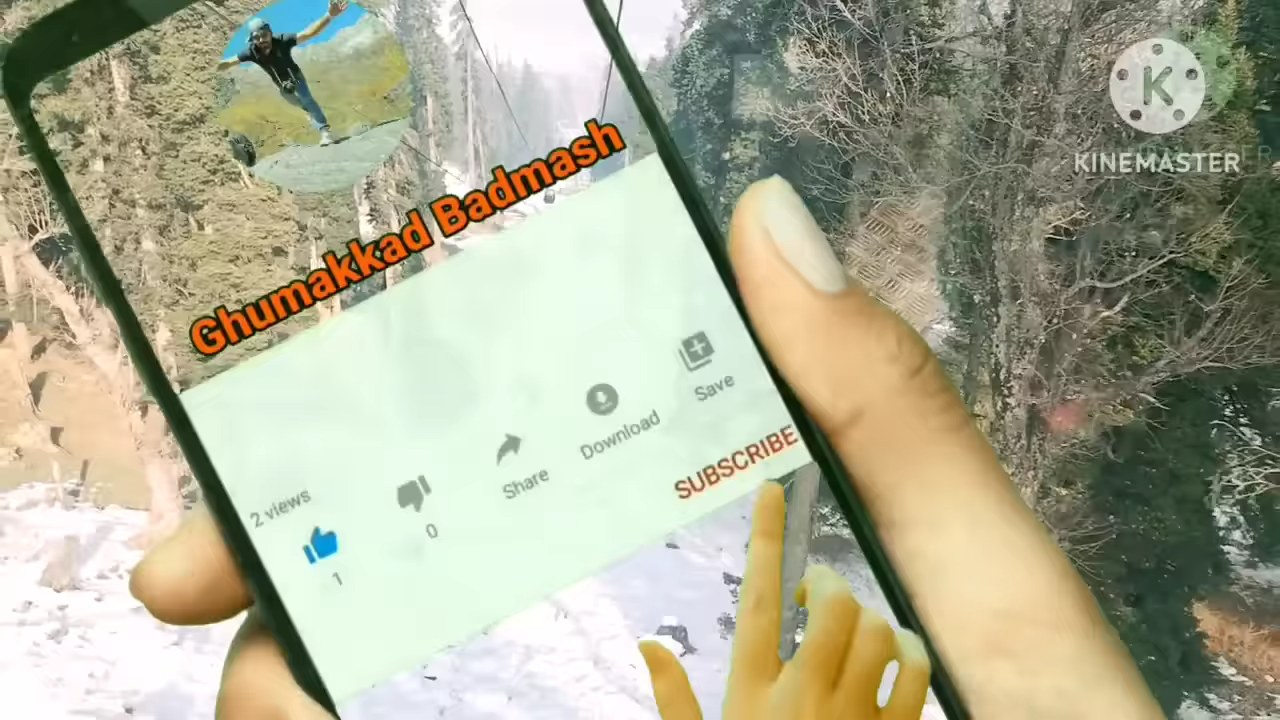 K
KINEMASTER
Ghumakkad Badmash
Save
Download
SUBSCRIBE
Share
2 views
0
1